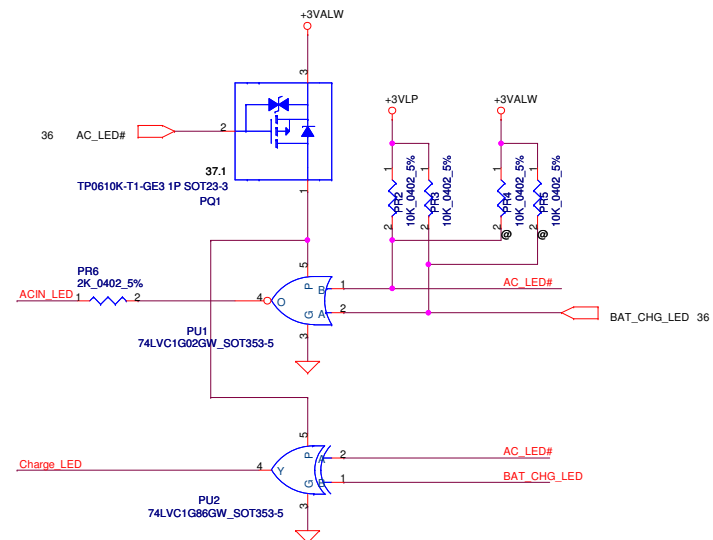 +3VALW
3
36 AC_LED#
2
37.1
TP0610K-T1-GE3 1P SOT23-3
PQ1
1
+3VLP
+3VALW
1
PR2
10K_0402_5%
2
1
PR3
10K_0402_5%
2
1
PR4
10K_0402_5%
2
@
1
PR5
10K_0402_5%
2
@
ACIN_LED
1
PR6
2K_0402_5%
2
4
O
5
P
B
1
AC_LED#
G
A
2
BAT_CHG_LED 36
3
PU1
74LVC1G02GW_SOT353-5
Charge_LED
4
Y
5
P
A
2
AC_LED#
G
B
1
BAT_CHG_LED
3
PU2
74LVC1G86GW_SOT353-5